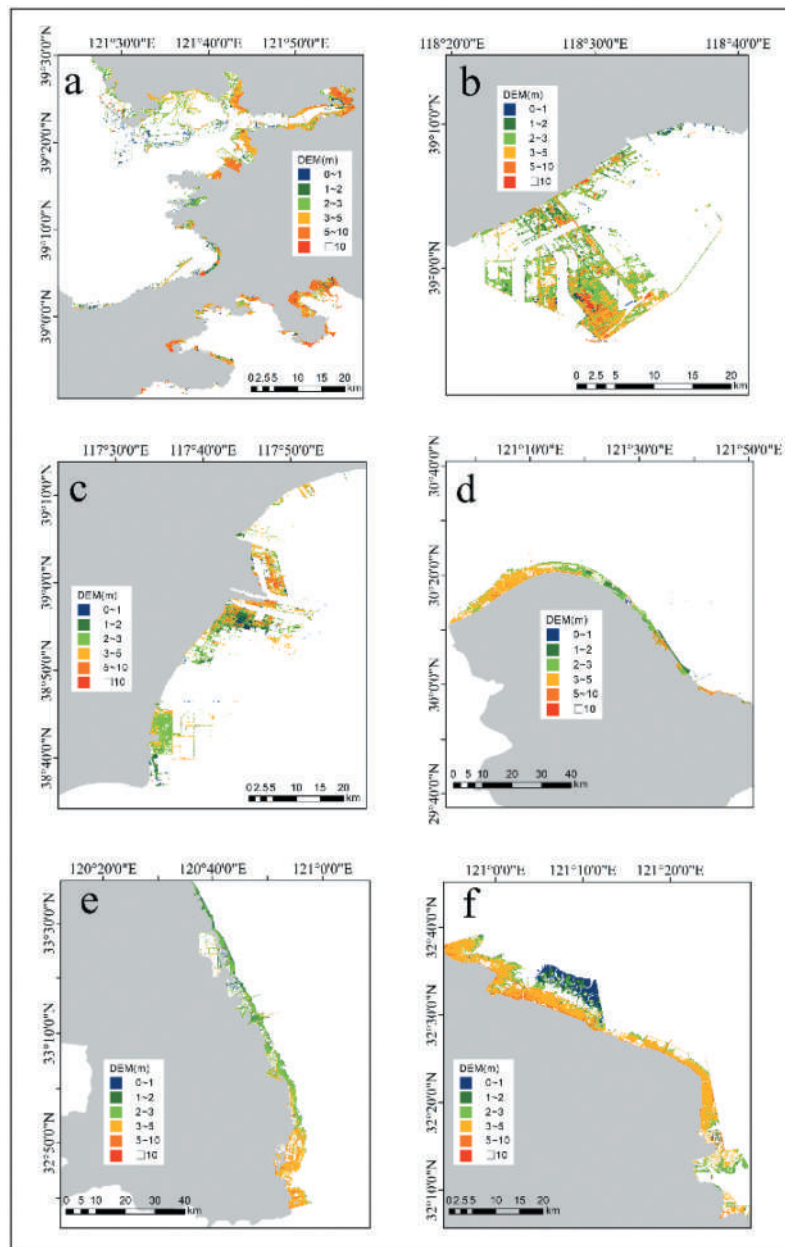 121°30'0"E 121°40'0"E 121°50'0"E
39°30'0"N
39°20'0"N
39°10'0"N
39°0'0"N
a
DEM(m)
0~1
1~2
2~3
3~5
5~10
□10
0 2.5 5 10 15 20
km
118°20'0"E 118°30'0"E 118°40'0"E
39°10'0"N
39°0'0"N
b
DEM(m)
0~1
1~2
2~3
3~5
5~10
□10
0 2.5 5 10 15 20
km
117°30'0"E 117°40'0"E 117°50'0"E
39°10'0"N
39°0'0"N
38°50'0"N
38°40'0"N
c
DEM(m)
0~1
1~2
2~3
3~5
5~10
□10
0 2.5 5 10 15 20
km
121°10'0"E 121°30'0"E 121°50'0"E
30°40'0"N
30°20'0"N
30°0'0"N
29°40'0"N
d
DEM(m)
0~1
1~2
2~3
3~5
5~10
□10
0 5 10 20 30 40
km
120°20'0"E 120°40'0"E 121°0'0"E
33°30'0"N
33°10'0"N
32°50'0"N
e
DEM(m)
0~1
1~2
2~3
3~5
5~10
□10
0 5 10 20 30 40
km
121°0'0"E 121°10'0"E 121°20'0"E
32°40'0"N
32°30'0"N
32°20'0"N
32°10'0"N
f
DEM(m)
0~1
1~2
2~3
3~5
5~10
□10
0 2.5 5 10 15 20
km